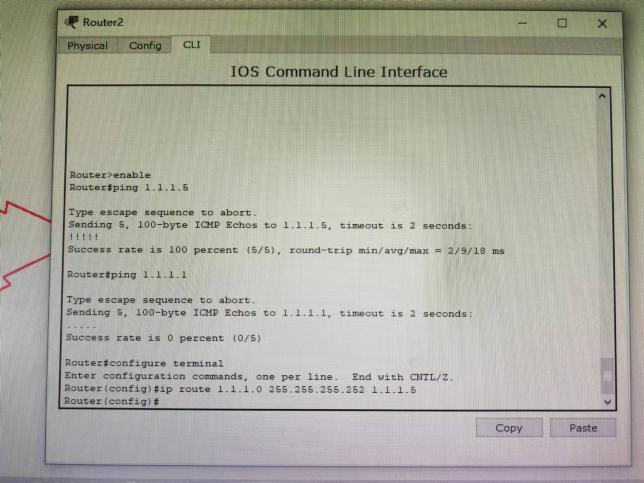 Router2
Physical Config CLI
IOS Command Line Interface
Router>enable
Router#ping 1.1.1.5
Type escape sequence to abort.
Sending 5, 100-byte ICMP Echos to 1.1.1.5, timeout is 2 seconds:
!!!!!
Success rate is 100 percent (5/5), round-trip min/avg/max = 2/9/18 ms
Router#ping 1.1.1.1
Type escape sequence to abort.
Sending 5, 100-byte ICMP Echos to 1.1.1.1, timeout is 2 seconds:
.....
Success rate is 0 percent (0/5)
Router#configure terminal
Enter configuration commands, one per line.  End with CNTL/Z.
Router(config)#ip route 1.1.1.0 255.255.255.252 1.1.1.5
Router(config)#
Copy Paste